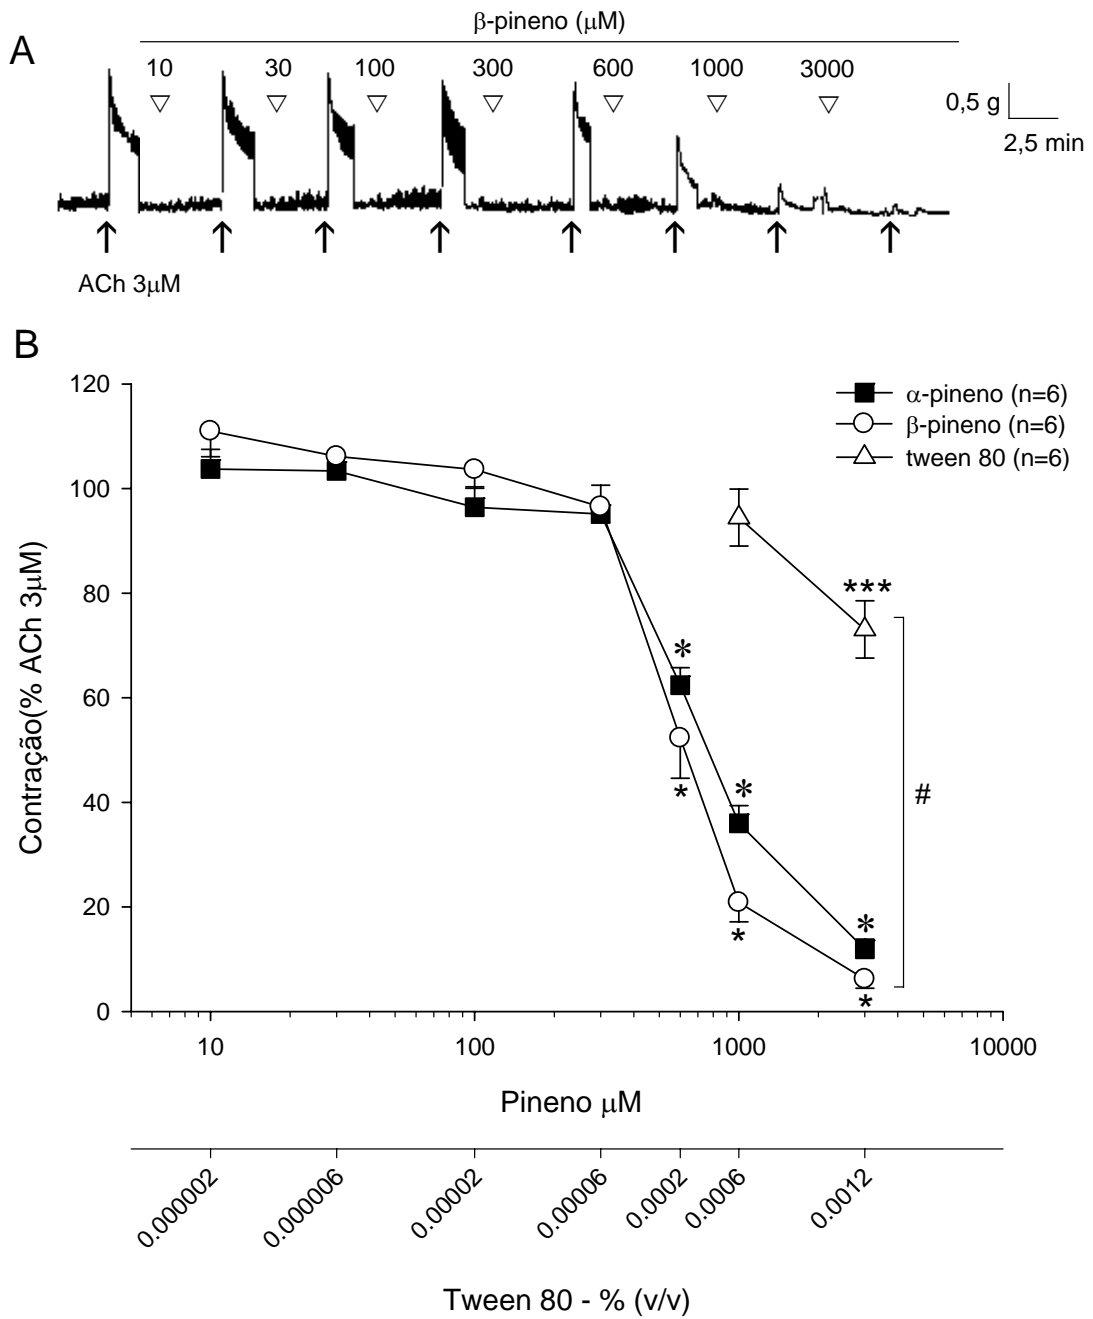 A
β-pineno (μM)
10 30 100 300 600 1000 3000
0,5 g
2,5 min
ACh 3μM
B
120
100
80
60
40
20
0
Contração(% ACh 3μM)
α-pineno (n=6)
β-pineno (n=6)
tween 80 (n=6)
***
*
*
*
*
*
*
#
10 100 1000 10000
Pineno μM
0.000002 0.000006 0.00002 0.00006 0.0002 0.0006 0.0012
Tween 80 - % (v/v)